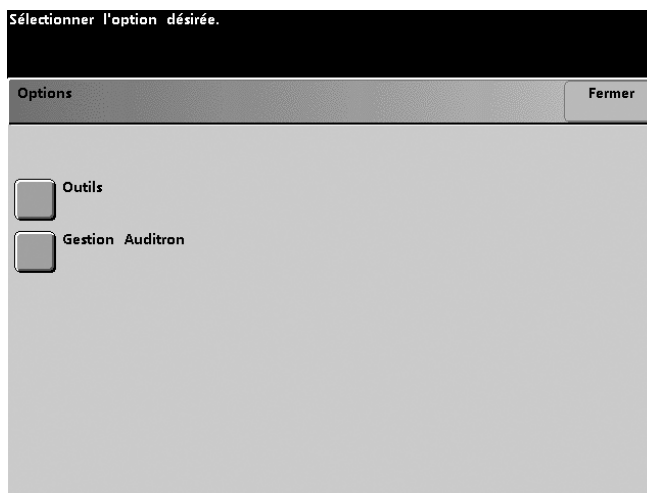 Sélectionner l'option désirée.
Options
Fermer
Outils
Gestion Auditron